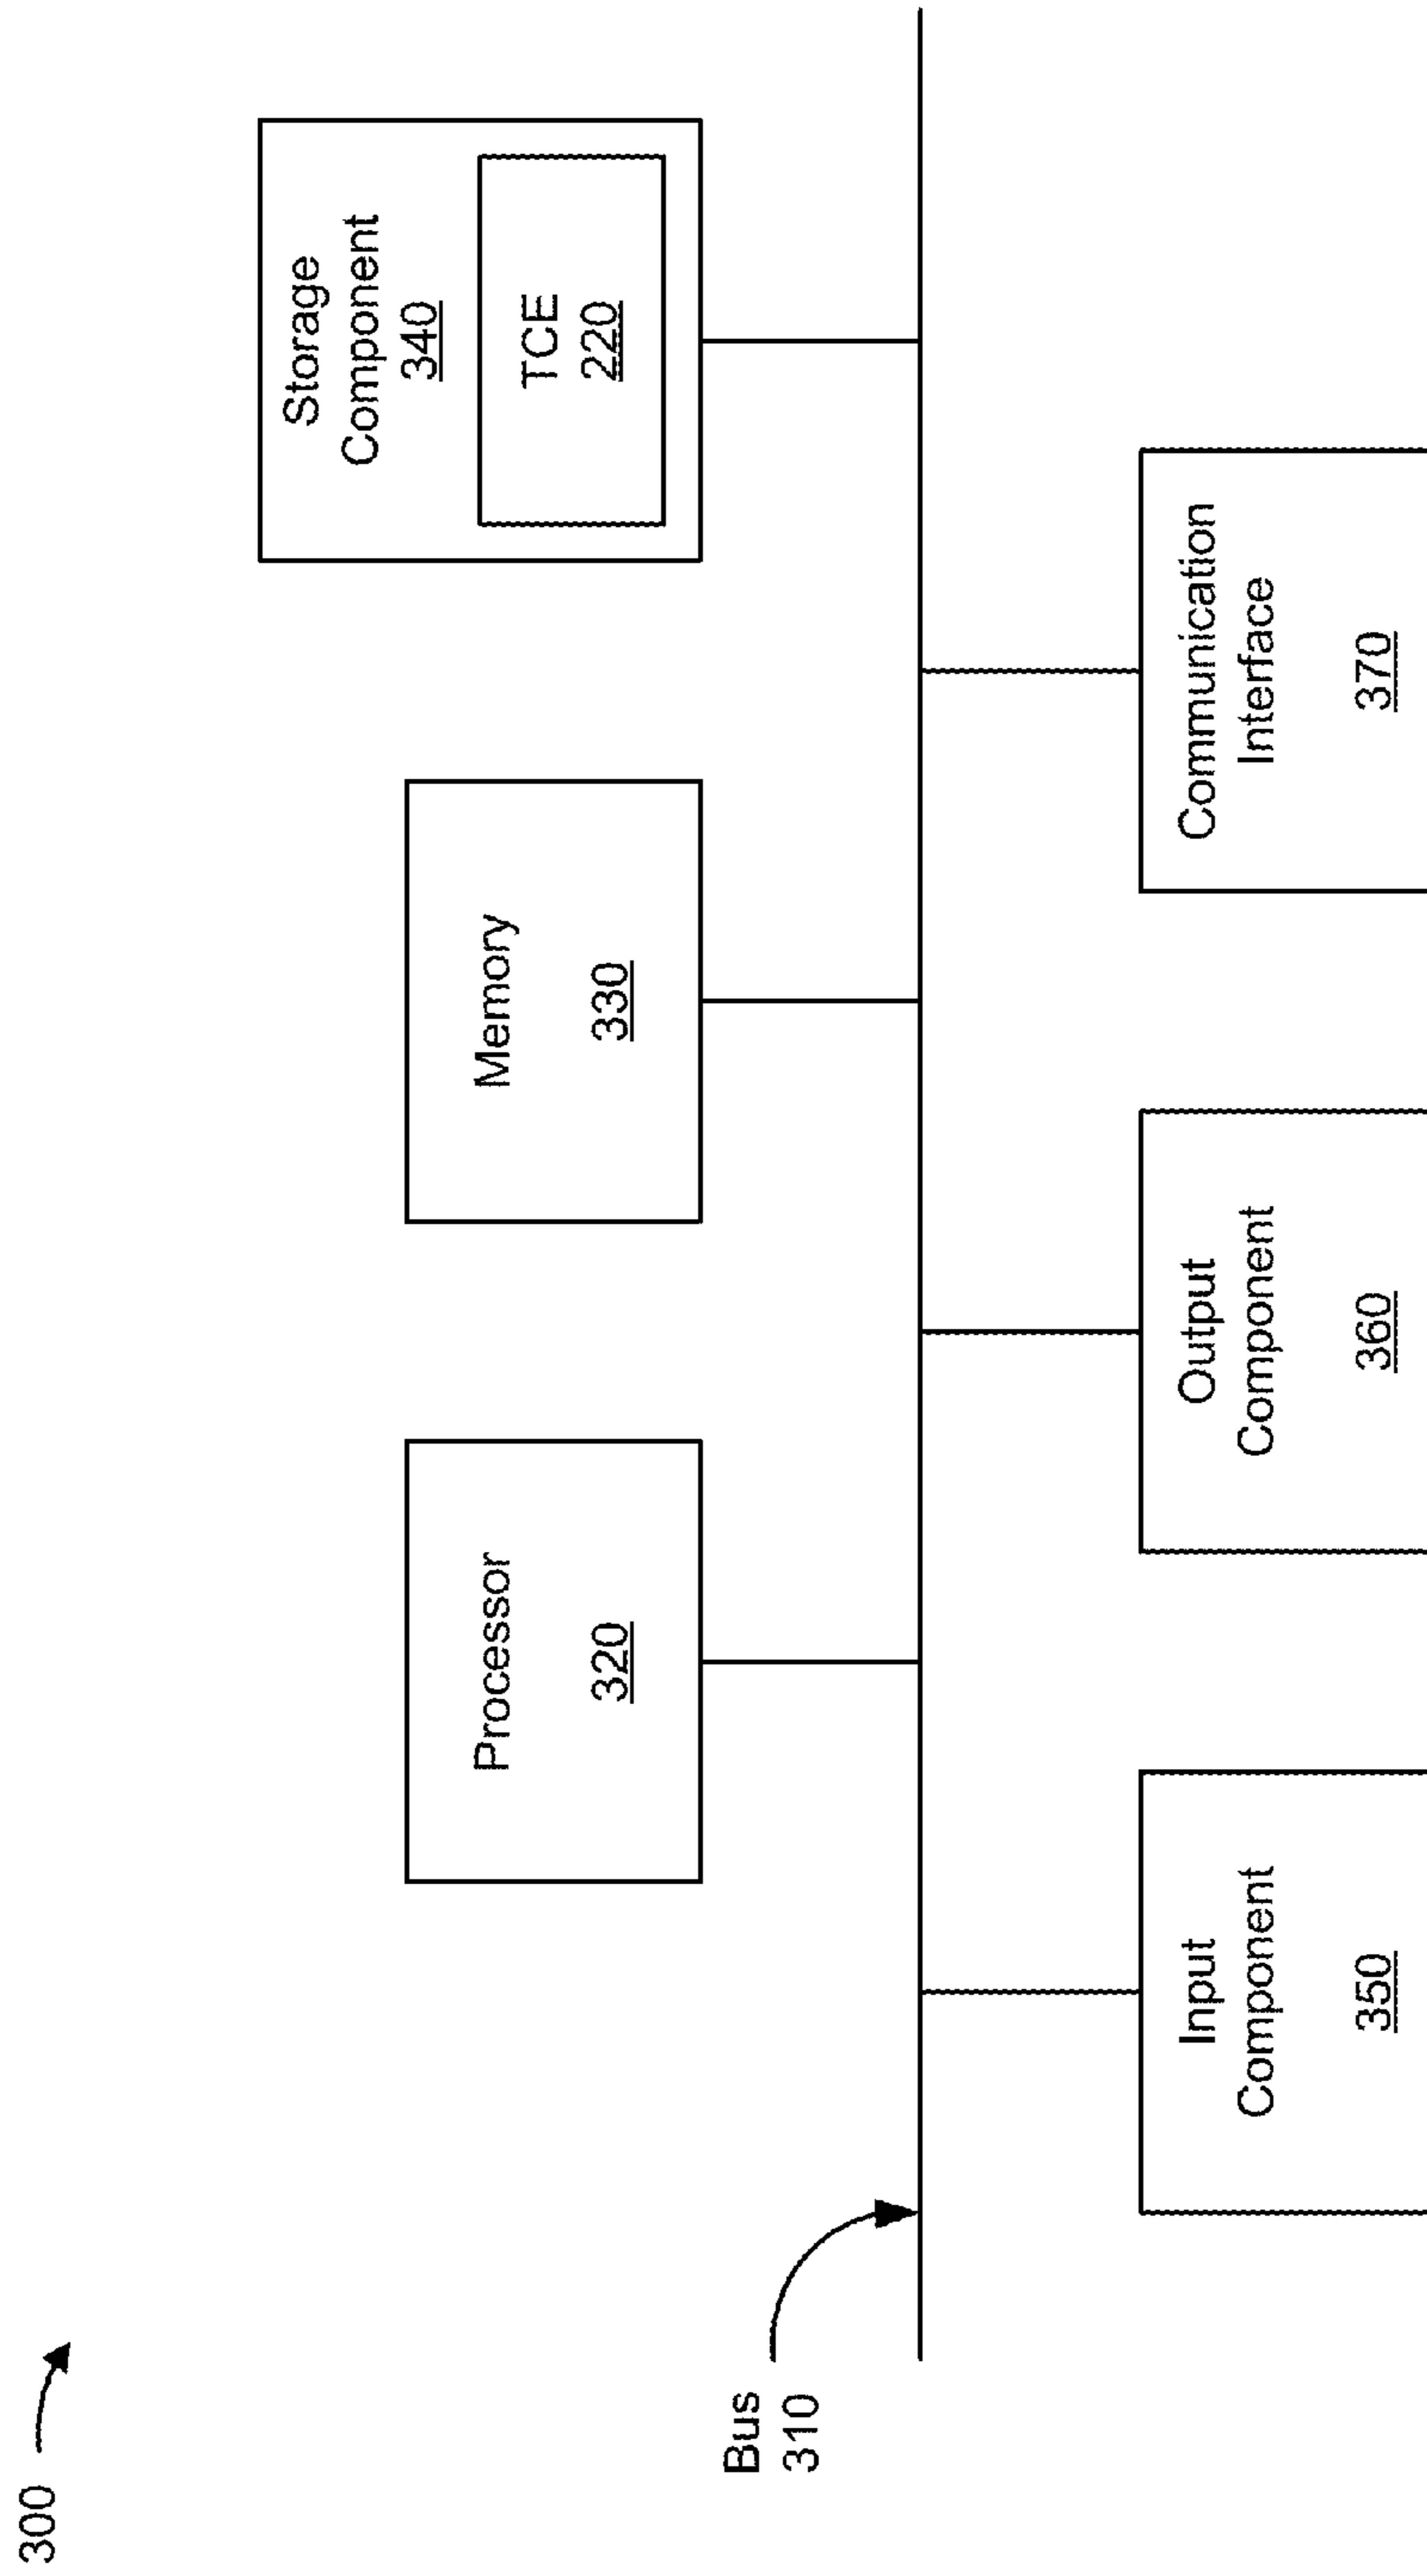 300
Bus
310
Processor
320
Memory
330
Storage
Component
340
TCE
220
Input
Component
350
Output
Component
360
Communication
Interface
370